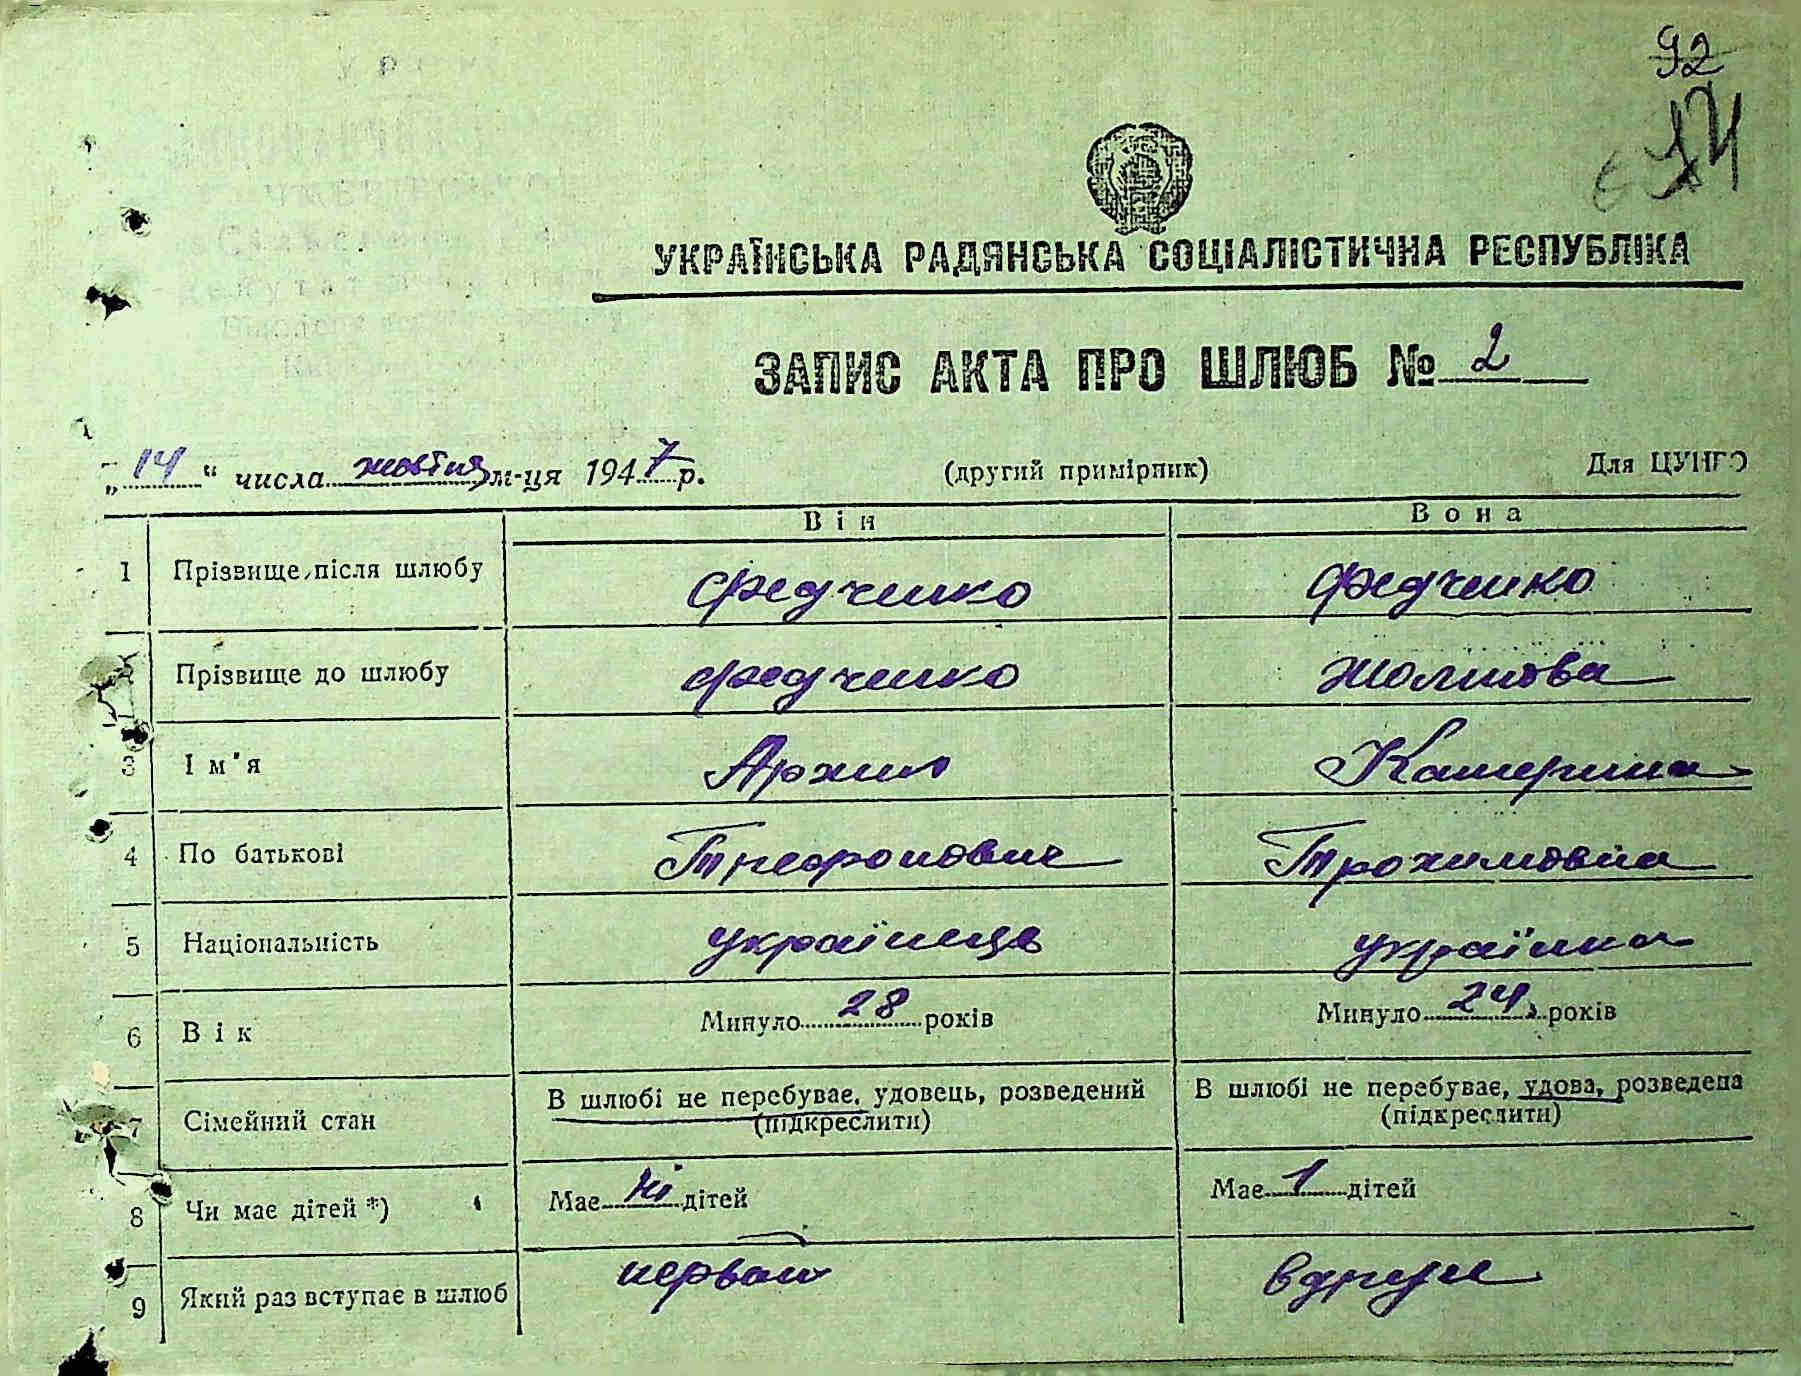 92
УКРАЇНСЬКА РАДЯНСЬКА СОЦІАЛІСТИЧНА РЕСПУБЛІКА
ЗАПИС АКТА ПРО ШЛЮБ № 2
„14“ числа жовтня м-ця 1947 р. (другий примірник) Для ЦУНГО
Він Вона
1 Прізвище після шлюбу Федченко Федченко
2 Прізвище до шлюбу Федченко
3 Ім'я Архип Катерина
4 По батькові Трохимовна
5 Національність українець українка
6 Вік Минуло 28 років Минуло 24 років
7 Сімейний стан В шлюбі не перебуває, удовець, розведений (підкреслити) В шлюбі не перебуває, удова, розведена (підкреслити)
8 Чи має дітей *) Має ні дітей Має 1 дітей
9 Який раз вступає в шлюб первый вдруге